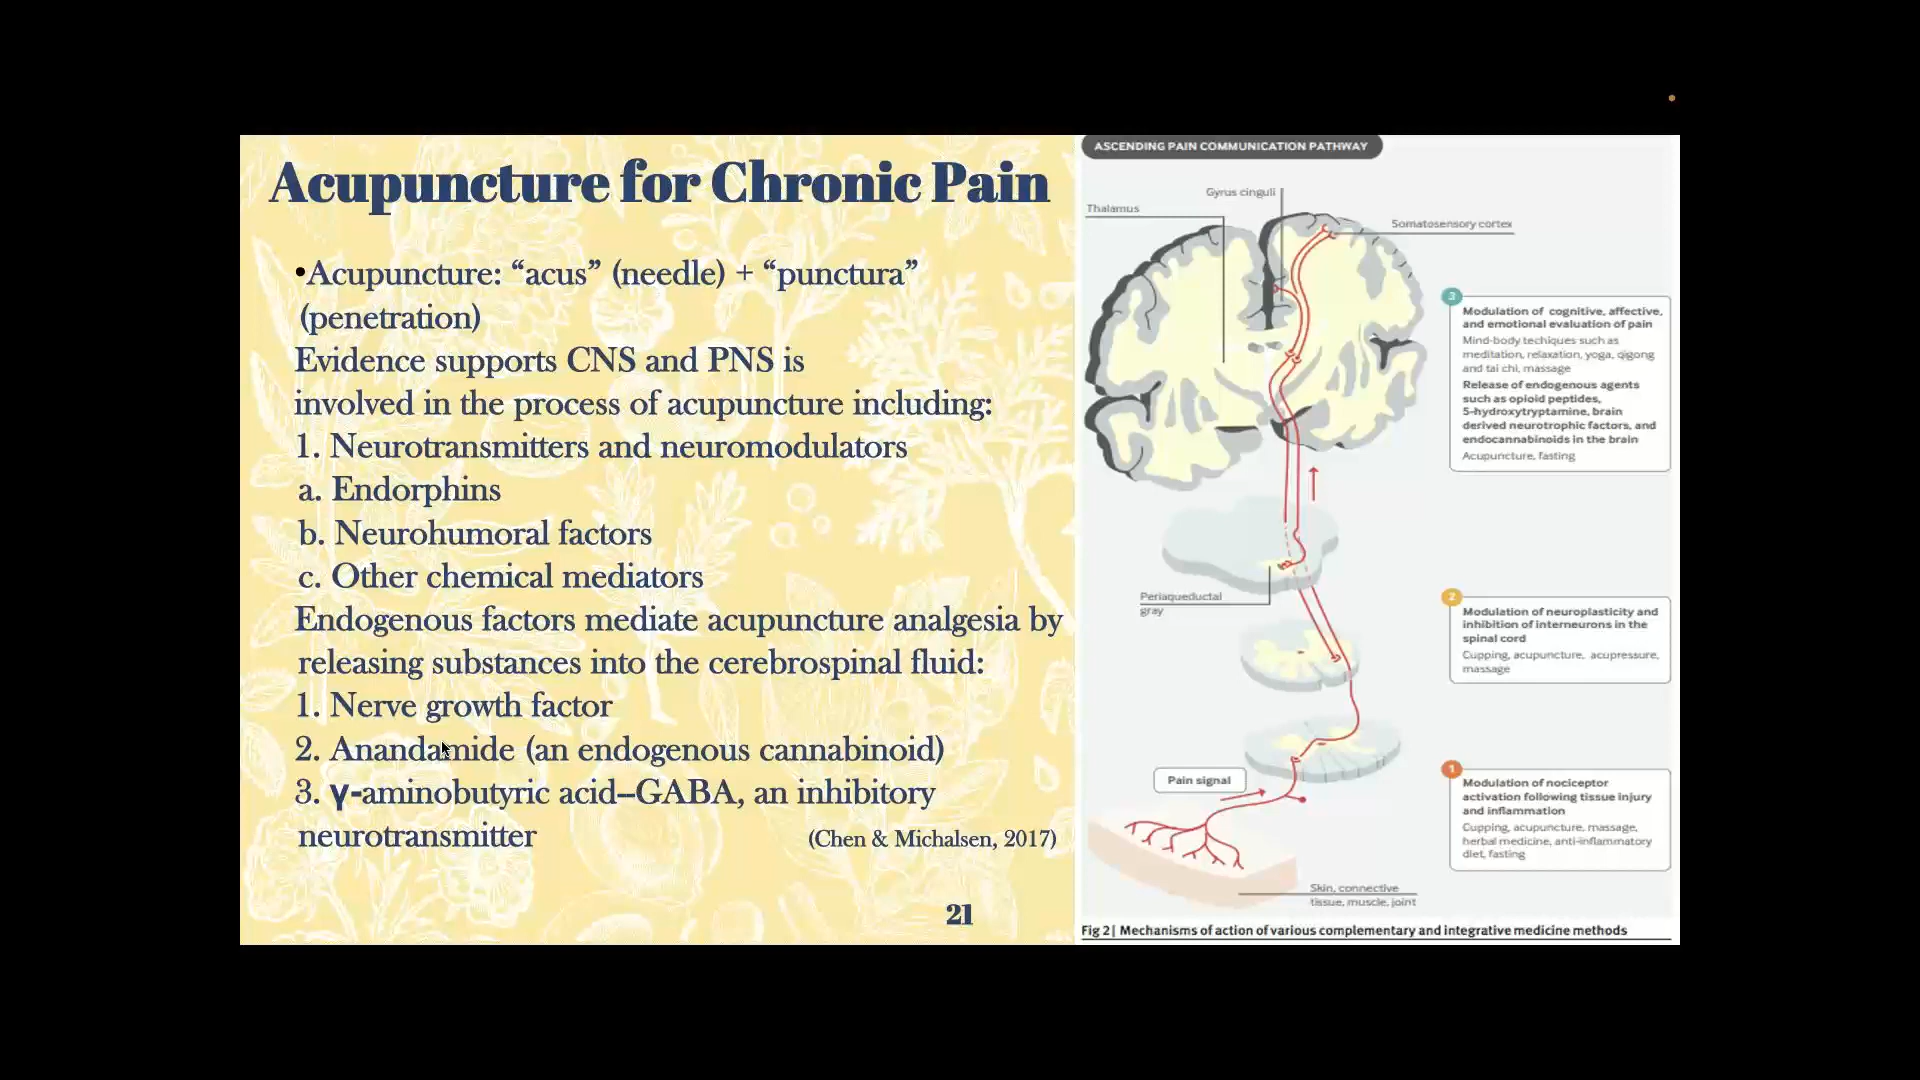 Acupuncture for Chronic Pain
•Acupuncture: “acus” (needle) + “punctura”
(penetration)
Evidence supports CNS and PNS is
involved in the process of acupuncture including:
1. Neurotransmitters and neuromodulators
a. Endorphins
b. Neurohumoral factors
c. Other chemical mediators
Endogenous factors mediate acupuncture analgesia by
releasing substances into the cerebrospinal fluid:
1. Nerve growth factor
2. Anandamide (an endogenous cannabinoid)
3. γ-aminobutyric acid–GABA, an inhibitory
neurotransmitter
(Chen & Michalsen, 2017)
21
ASCENDING PAIN COMMUNICATION PATHWAY
Gyrus cinguli
Thalamus
Somatosensory cortex
3
Modulation of cognitive, affective,
and emotional evaluation of pain
Mind-body techiques such as
meditation, relaxation, yoga, qigong
and tai chi, massage
Release of endogenous agents
such as opioid peptides,
5-hydroxytryptamine, brain
derived neurotrophic factors, and
endocannabinoids in the brain
Acupuncture, fasting
Periaqueductal
gray
2
Modulation of neuroplasticity and
inhibition of interneurons in the
spinal cord
Cupping, acupuncture, acupressure,
massage
Pain signal
1
Modulation of nociceptor
activation following tissue injury
and inflammation
Cupping, acupuncture, massage,
herbal medicine, anti-inflammatory
diet, fasting
Skin, connective
tissue, muscle, joint
Fig 2| Mechanisms of action of various complementary and integrative medicine methods